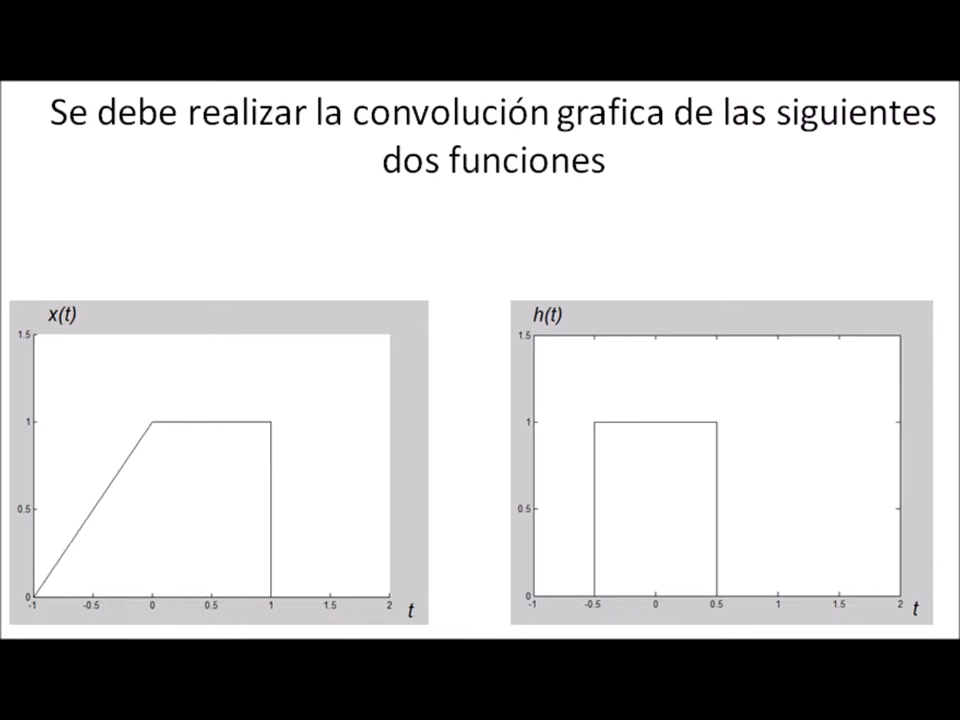 Se debe realizar la convolución grafica de las siguientes
dos funciones
x(t)
1.5
1
0.5
0
-1 -0.5 0 0.5 1 1.5 2 t
h(t)
1.5
1
0.5
0
-1 -0.5 0 0.5 1 1.5 2 t